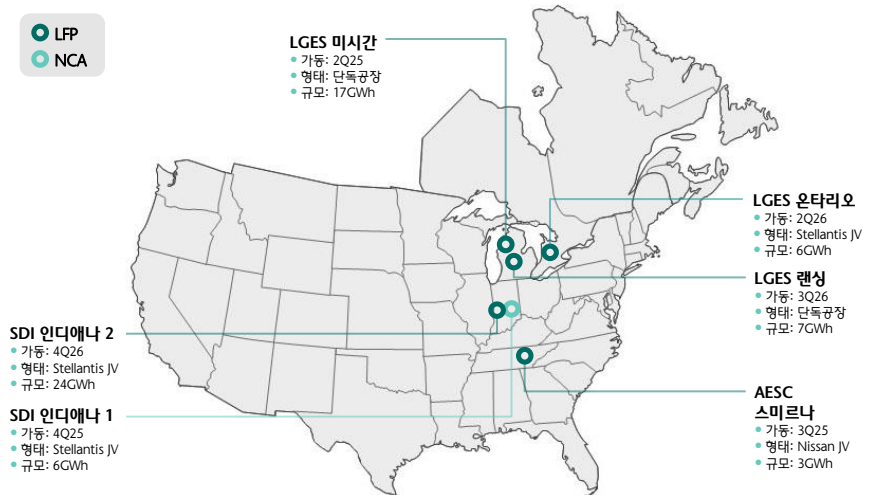 LFP
NCA
LGES 미시간
• 가동: 2Q25
• 형태: 단독공장
• 규모: 17GWh
LGES 온타리오
• 가동: 2Q26
• 형태: Stellantis JV
• 규모: 6GWh
LGES 랜싱
• 가동: 3Q26
• 형태: 단독공장
• 규모: 7GWh
SDI 인디애나 2
• 가동: 4Q26
• 형태: Stellantis JV
• 규모: 24GWh
SDI 인디애나 1
• 가동: 4Q25
• 형태: Stellantis JV
• 규모: 6GWh
AESC
스미르나
• 가동: 3Q25
• 형태: Nissan JV
• 규모: 3GWh